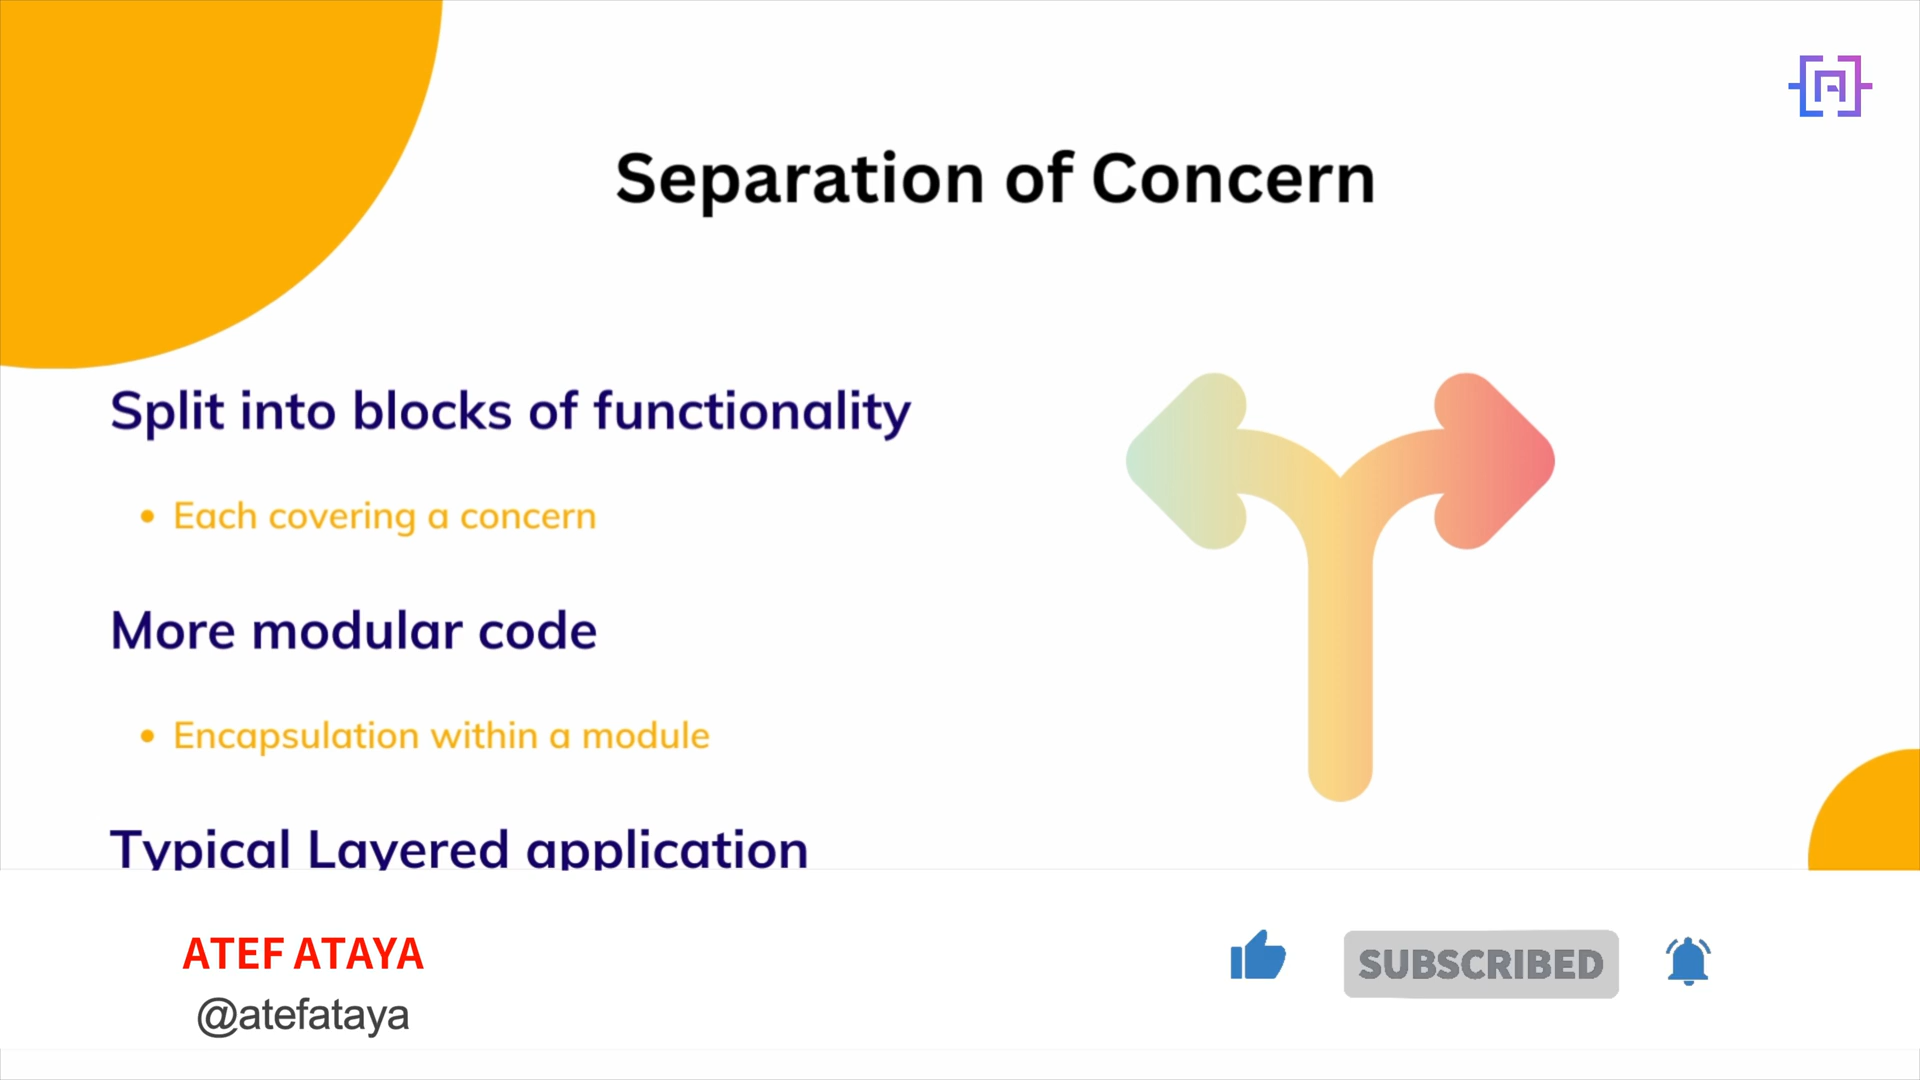 Separation of Concern
Split into blocks of functionality
• Each covering a concern
More modular code
• Encapsulation within a module
Typical Layered application
ATEF ATAYA
@atefataya
SUBSCRIBED